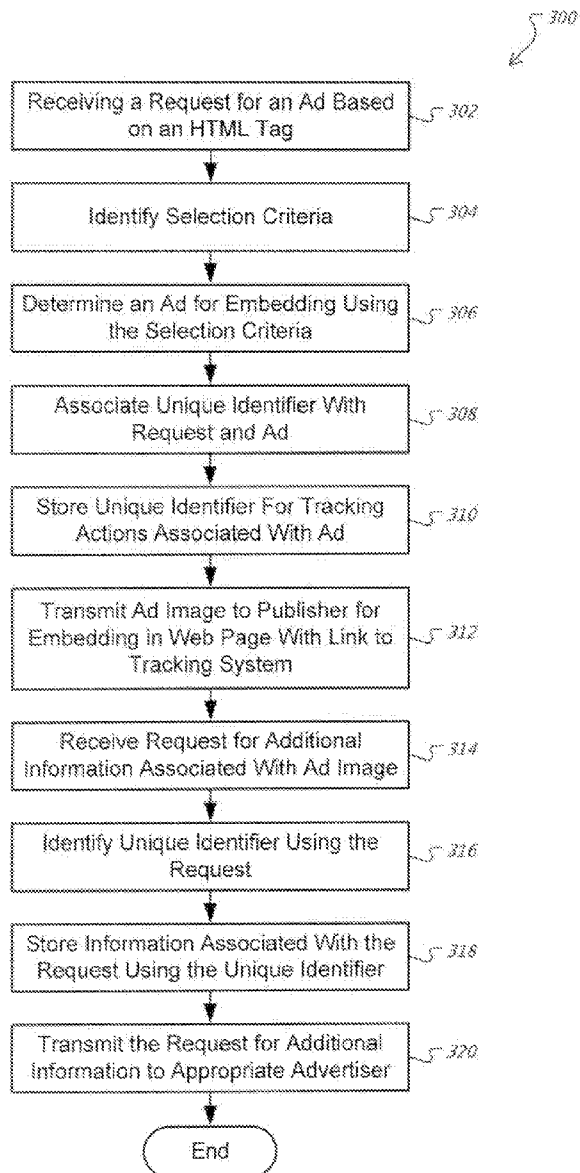 300
Receiving a Request for an Ad Based
on an HTML Tag
302
Identify Selection Criteria
304
Determine an Ad for Embedding Using
the Selection Criteria
306
Associate Unique Identifier With
Request and Ad
308
Store Unique Identifier For Tracking
Actions Associated With Ad
310
Transmit Ad Image to Publisher for
Embedding in Web Page With Link to
Tracking System
312
Receive Request for Additional
Information Associated With Ad Image
314
Identify Unique Identifier Using the
Request
316
Store Information Associated With the
Request Using the Unique Identifier
318
Transmit the Request for Additional
Information to Appropriate Advertiser
320
End